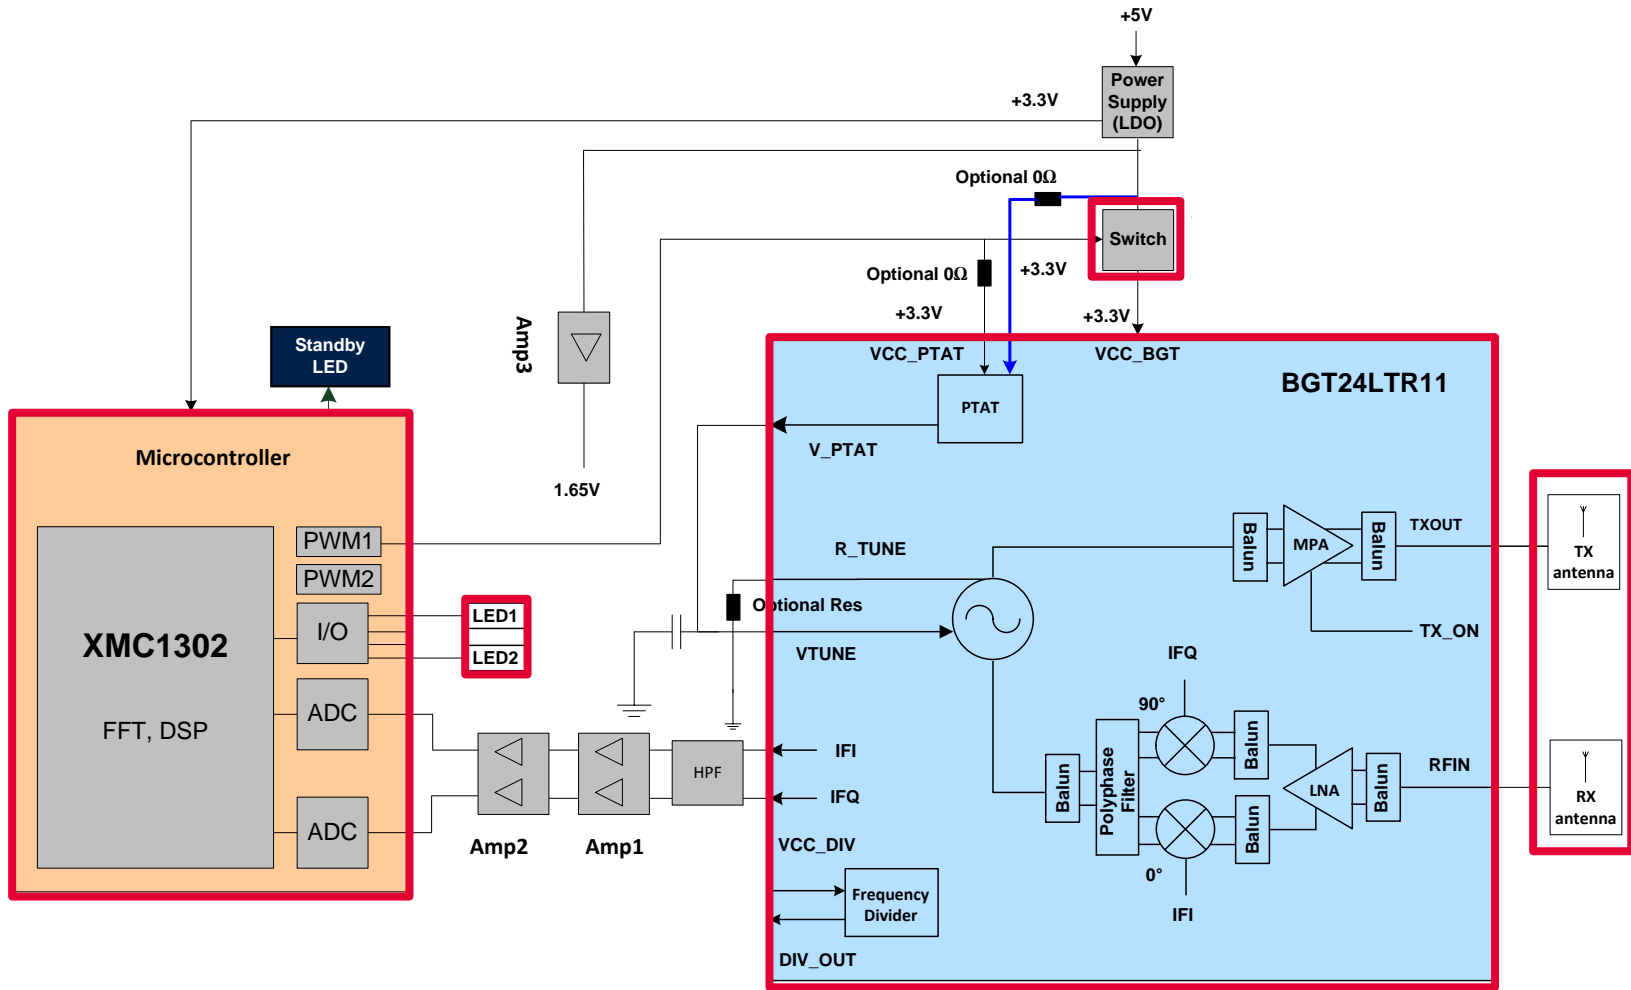 +5V
Power
Supply
(LDO)
+3.3V
Optional 0Ω
Switch
Optional 0Ω
+3.3V
+3.3V
+3.3V
Amp3
Standby
LED
VCC_PTAT
VCC_BGT
BGT24LTR11
PTAT
V_PTAT
Microcontroller
1.65V
PWM1
PWM2
I/O
LED1
LED2
XMC1302
FFT, DSP
ADC
ADC
R_TUNE
Optional Res
VTUNE
Balun
MPA
Balun
TXOUT
TX
antenna
TX_ON
IFQ
90°
Balun
Polyphase
Filter
Balun
LNA
Balun
RFIN
RX
antenna
Balun
0°
IFI
HPF
IFI
IFQ
Amp2
Amp1
VCC_DIV
Frequency
Divider
DIV_OUT